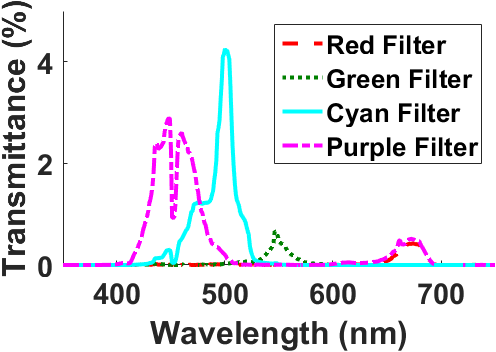 Transmittance (%)
4
2
0
Red Filter
Green Filter
Cyan Filter
Purple Filter
400 500 600 700
Wavelength (nm)